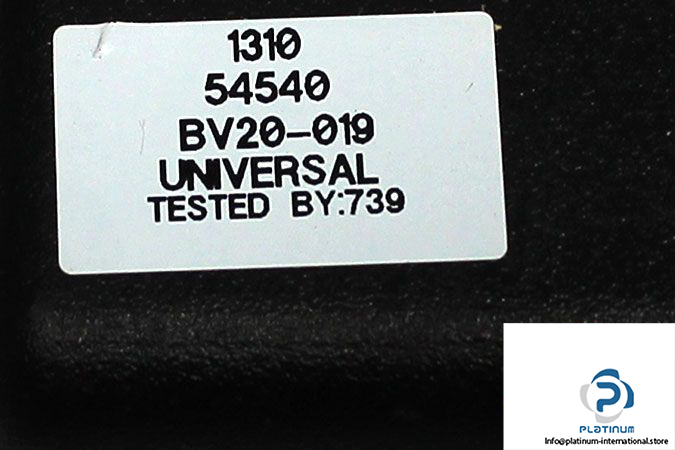 1310
54540
BV20-019
UNIVERSAL
TESTED BY:739
PLATINUM
Info@platinum-international.store